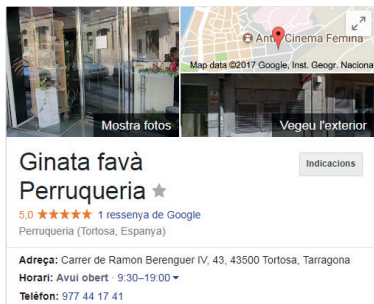 Antic Cinema Femina
Map data ©2017 Google, Inst. Geogr. Naciona
Mostra fotos
Vegeu l'exterior
Ginata favà
Perruqueria
Indicacions
5,0 ★★★★★ 1 ressenya de Google
Perruqueria (Tortosa, Espanya)
Adreça: Carrer de Ramon Berenguer IV, 43, 43500 Tortosa, Tarragona
Horari: Avui obert · 9:30–19:00
Telèfon: 977 44 17 41